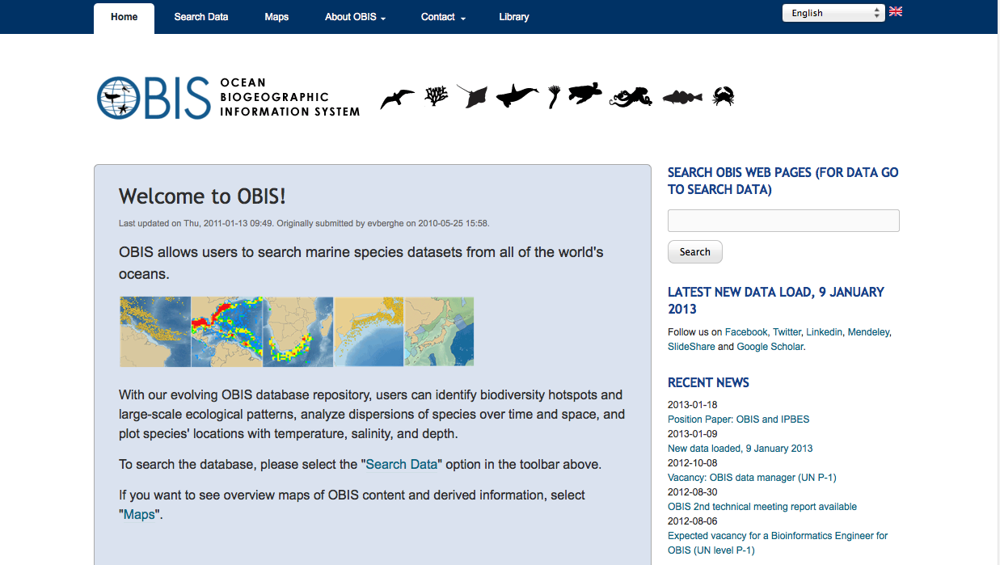 Home Search Data Maps About OBIS Contact Library English
OBIS OCEAN
BIOGEOGRAPHIC
INFORMATION SYSTEM
Welcome to OBIS!
Last updated on Thu, 2011-01-13 09:49. Originally submitted by evberghe on 2010-05-25 15:58.
OBIS allows users to search marine species datasets from all of the world's
oceans.
With our evolving OBIS database repository, users can identify biodiversity hotspots and
large-scale ecological patterns, analyze dispersions of species over time and space, and
plot species' locations with temperature, salinity, and depth.
To search the database, please select the "Search Data" option in the toolbar above.
If you want to see overview maps of OBIS content and derived information, select
"Maps".
SEARCH OBIS WEB PAGES (FOR DATA GO
TO SEARCH DATA)
Search
LATEST NEW DATA LOAD, 9 JANUARY
2013
Follow us on Facebook, Twitter, Linkedin, Mendeley,
SlideShare and Google Scholar.
RECENT NEWS
2013-01-18
Position Paper: OBIS and IPBES
2013-01-09
New data loaded, 9 January 2013
2012-10-08
Vacancy: OBIS data manager (UN P-1)
2012-08-30
OBIS 2nd technical meeting report available
2012-08-06
Expected vacancy for a Bioinformatics Engineer for
OBIS (UN level P-1)